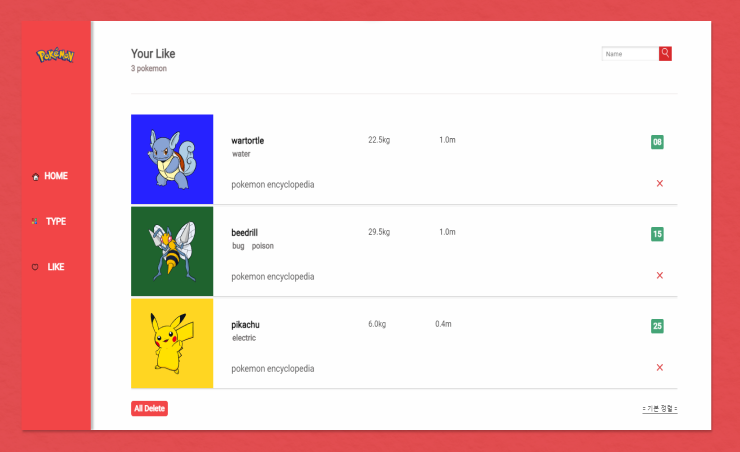 POKéMON
Your Like
3 pokemon
Name
HOME
TYPE
LIKE
wartortle 22.5kg 1.0m 08
water
pokemon encyclopedia
beedrill 29.5kg 1.0m 15
bug poison
pokemon encyclopedia
pikachu 6.0kg 0.4m 25
electric
pokemon encyclopedia
All Delete
= 기본 정렬 =